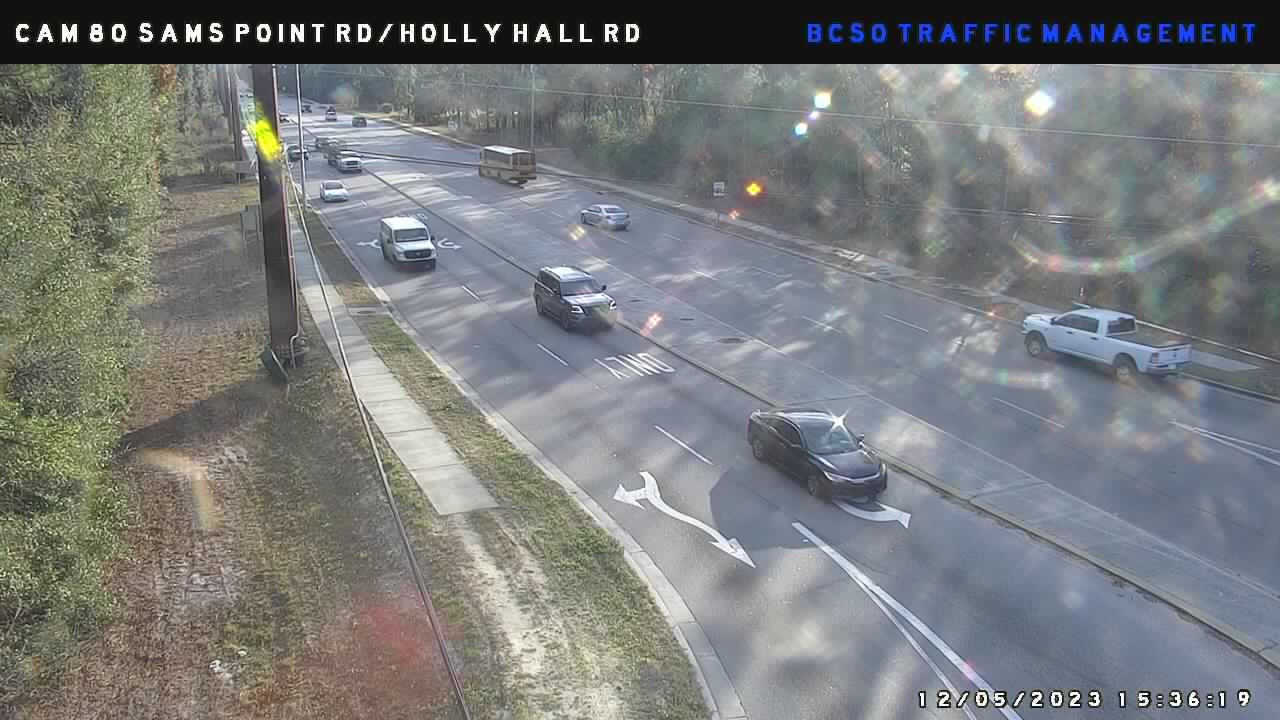 CAM 80 SAMS POINT RD/HOLLY HALL RD
BCSO TRAFFIC MANAGEMENT
ONLY
12/05/2023 15:36:19